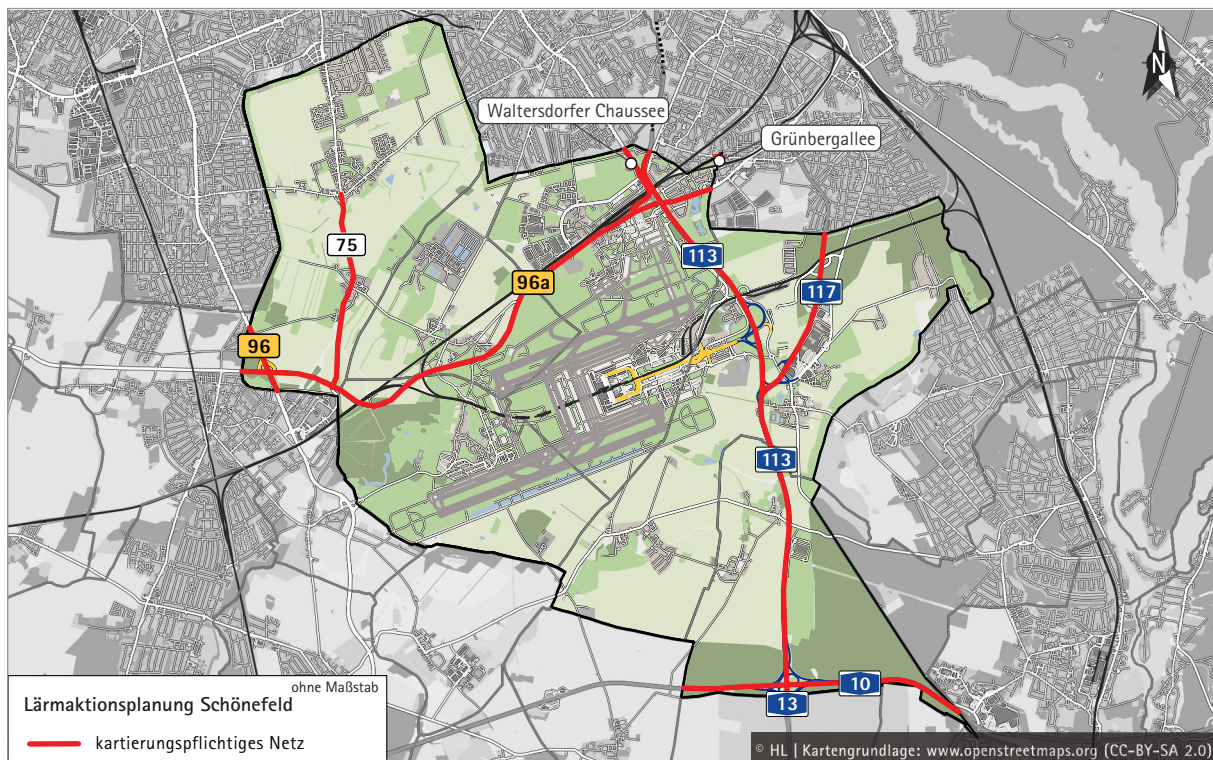 N
Waltersdorfer Chaussee
Grünbergallee
75
113
96a
117
96
113
10
13
ohne Maßstab
Lärmaktionsplanung Schönefeld
kartierungspflichtiges Netz
© HL | Kartengrundlage: www.openstreetmaps.org (CC-BY-SA 2.0)